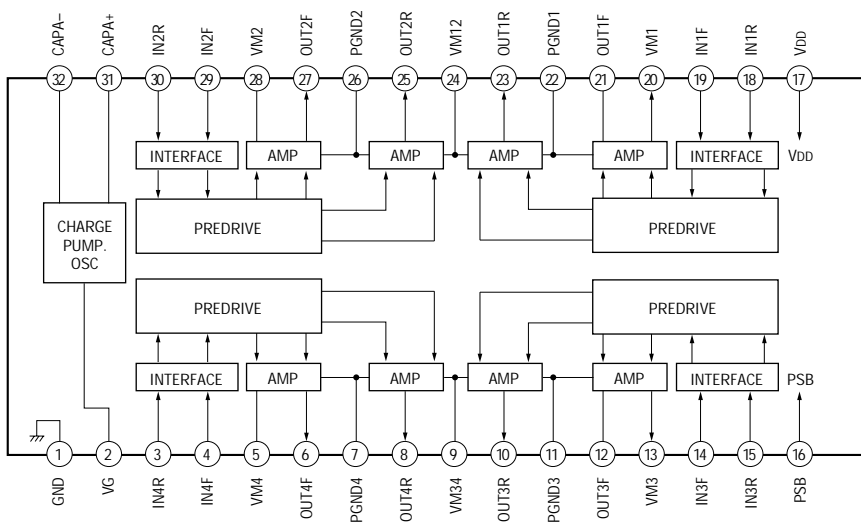 CAPA−
CAPA+
IN2R
IN2F
VM2
OUT2F
PGND2
OUT2R
VM12
OUT1R
PGND1
OUT1F
VM1
IN1F
IN1R
VDD
32
31
30
29
28
27
26
25
24
23
22
21
20
19
18
17
INTERFACE
AMP
AMP
AMP
AMP
INTERFACE
VDD
CHARGE
PUMP.
OSC
PREDRIVE
PREDRIVE
PREDRIVE
PREDRIVE
INTERFACE
AMP
AMP
AMP
AMP
INTERFACE
PSB
1
2
3
4
5
6
7
8
9
10
11
12
13
14
15
16
GND
VG
IN4R
IN4F
VM4
OUT4F
PGND4
OUT4R
VM34
OUT3R
PGND3
OUT3F
VM3
IN3F
IN3R
PSB